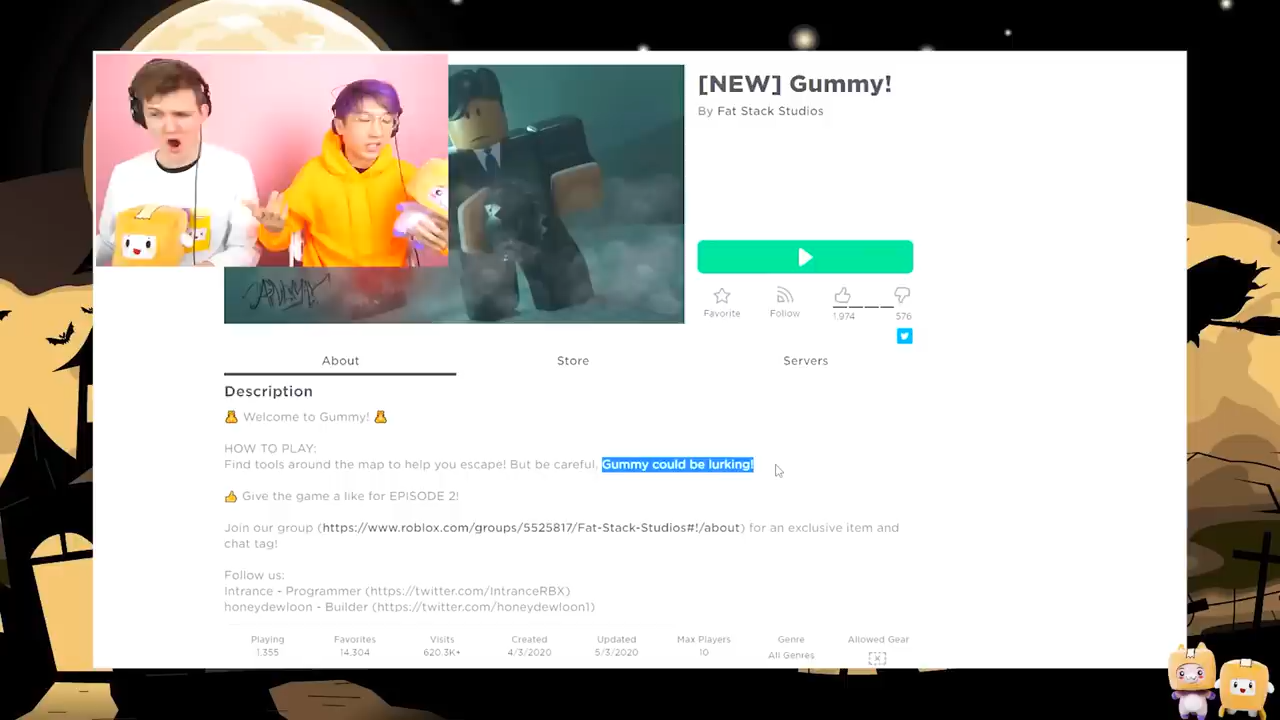 [NEW] Gummy!
By Fat Stack Studios
Favorite
Follow
1,974
576
About
Store
Servers
Description
Welcome to Gummy!
HOW TO PLAY:
Find tools around the map to help you escape! But be careful, Gummy could be lurking!
Give the game a like for EPISODE 2!
Join our group (https://www.roblox.com/groups/5525817/Fat-Stack-Studios#!/about) for an exclusive item and
chat tag!
Follow us:
Intrance - Programmer (https://twitter.com/IntranceRBX)
honeydewloon - Builder (https://twitter.com/honeydewloon1)
Playing
Favorites
Visits
Created
Updated
Max Players
Genre
Allowed Gear
1,355
14,304
620.3K+
4/3/2020
5/3/2020
10
All Genres